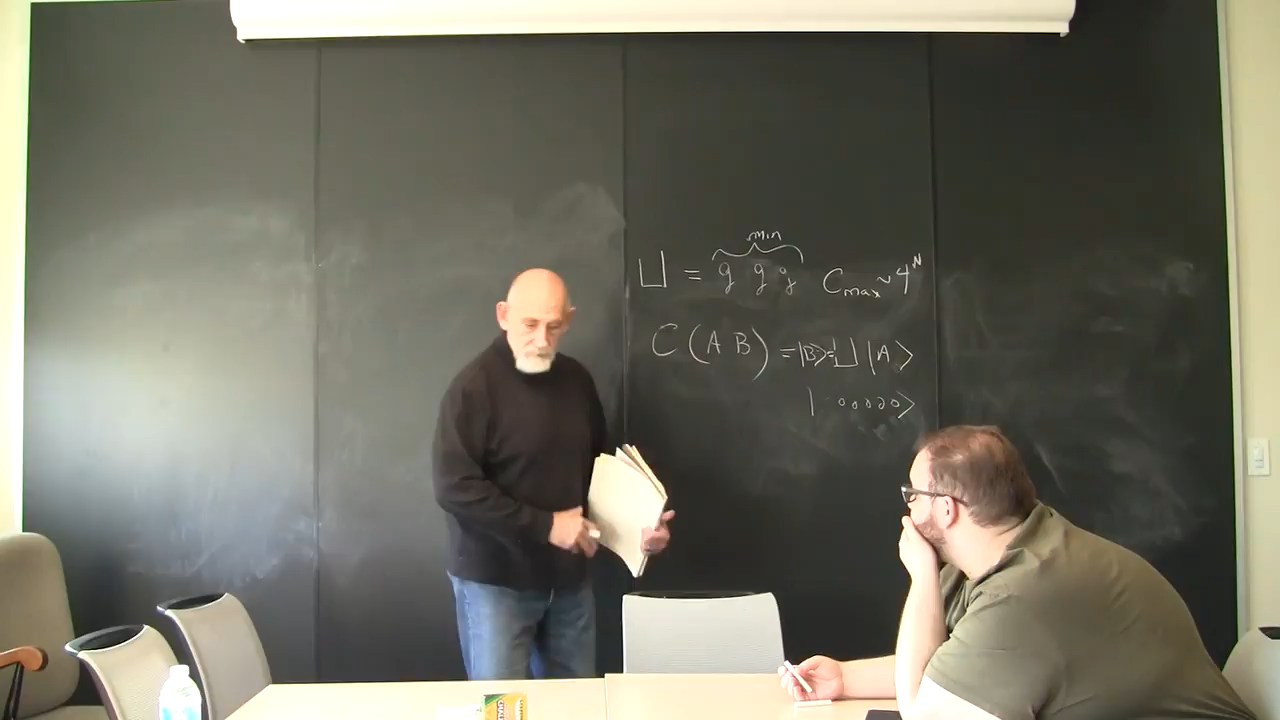 min
U = g g g C_max ~ 4^N
C (A B) = |B> = U |A>
| 00000 >